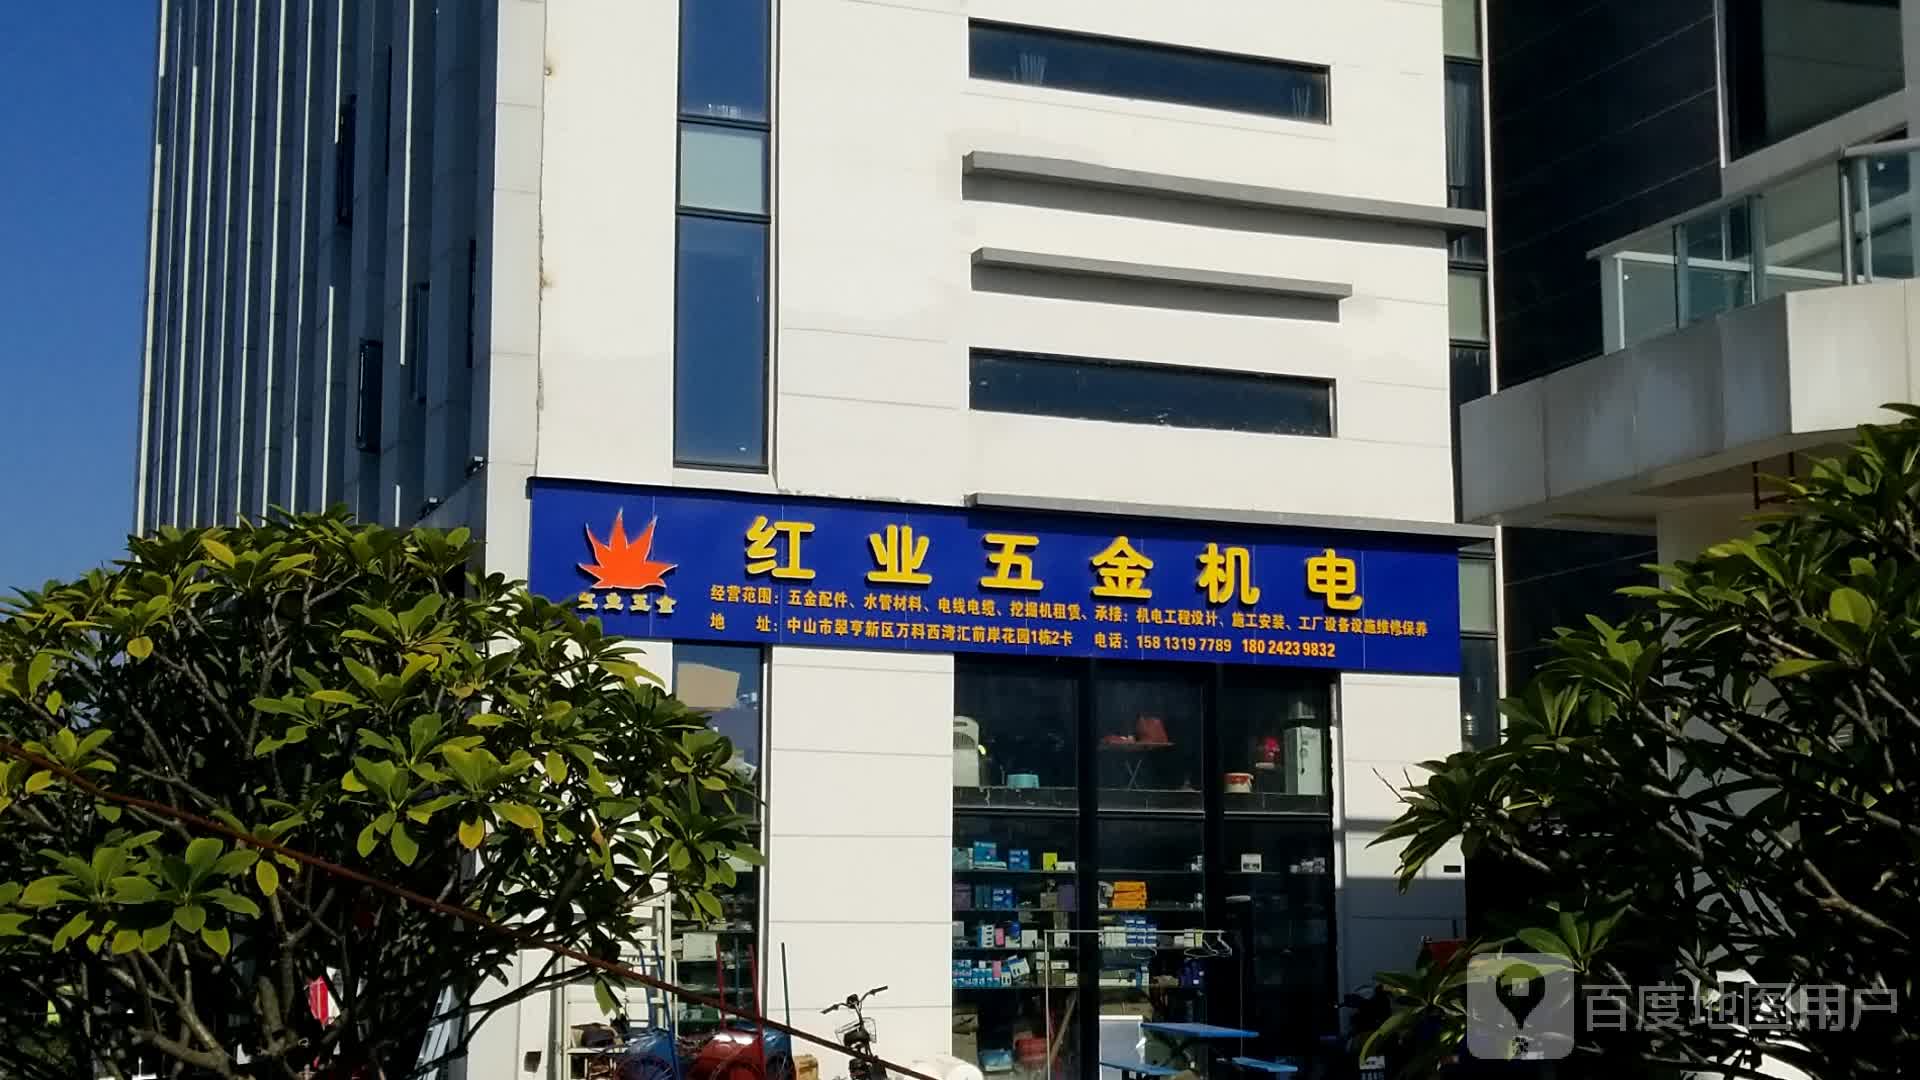 红业五金机电
红业五金
经营范围：五金配件、水管材料、电线电缆、挖掘机租赁、承接：机电工程设计、施工安装、工厂设备设施维修保养
地 址：中山市翠亨新区万科西湾汇前岸花园1栋2卡 电话：158 1319 7789 180 2423 9832
百度地图用户